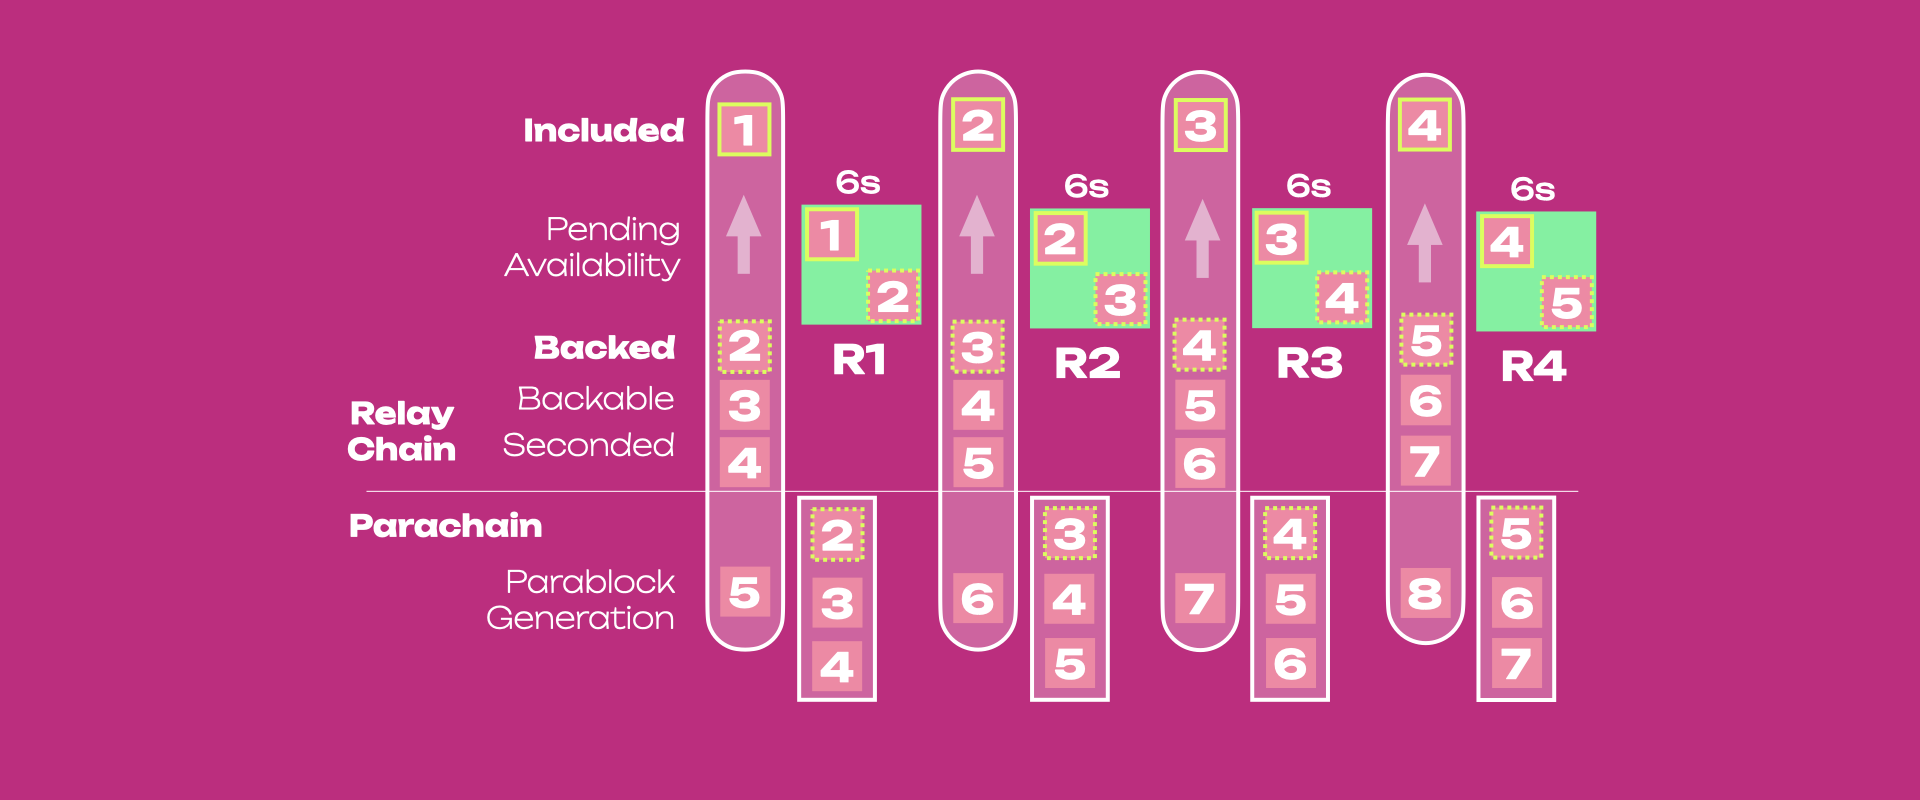 Included 1 2 3 4
6s 6s 6s 6s
Pending
Availability
1 2 3 4
2 3 4 5
Backed 2 3 4 5
R1 R2 R3 R4
Backable 3 4 5 6
Relay
Chain
Seconded 4 5 6 7
Parachain 2 3 4 5
Parablock
Generation
5 3 6 4 7 5 8 6
4 5 6 7